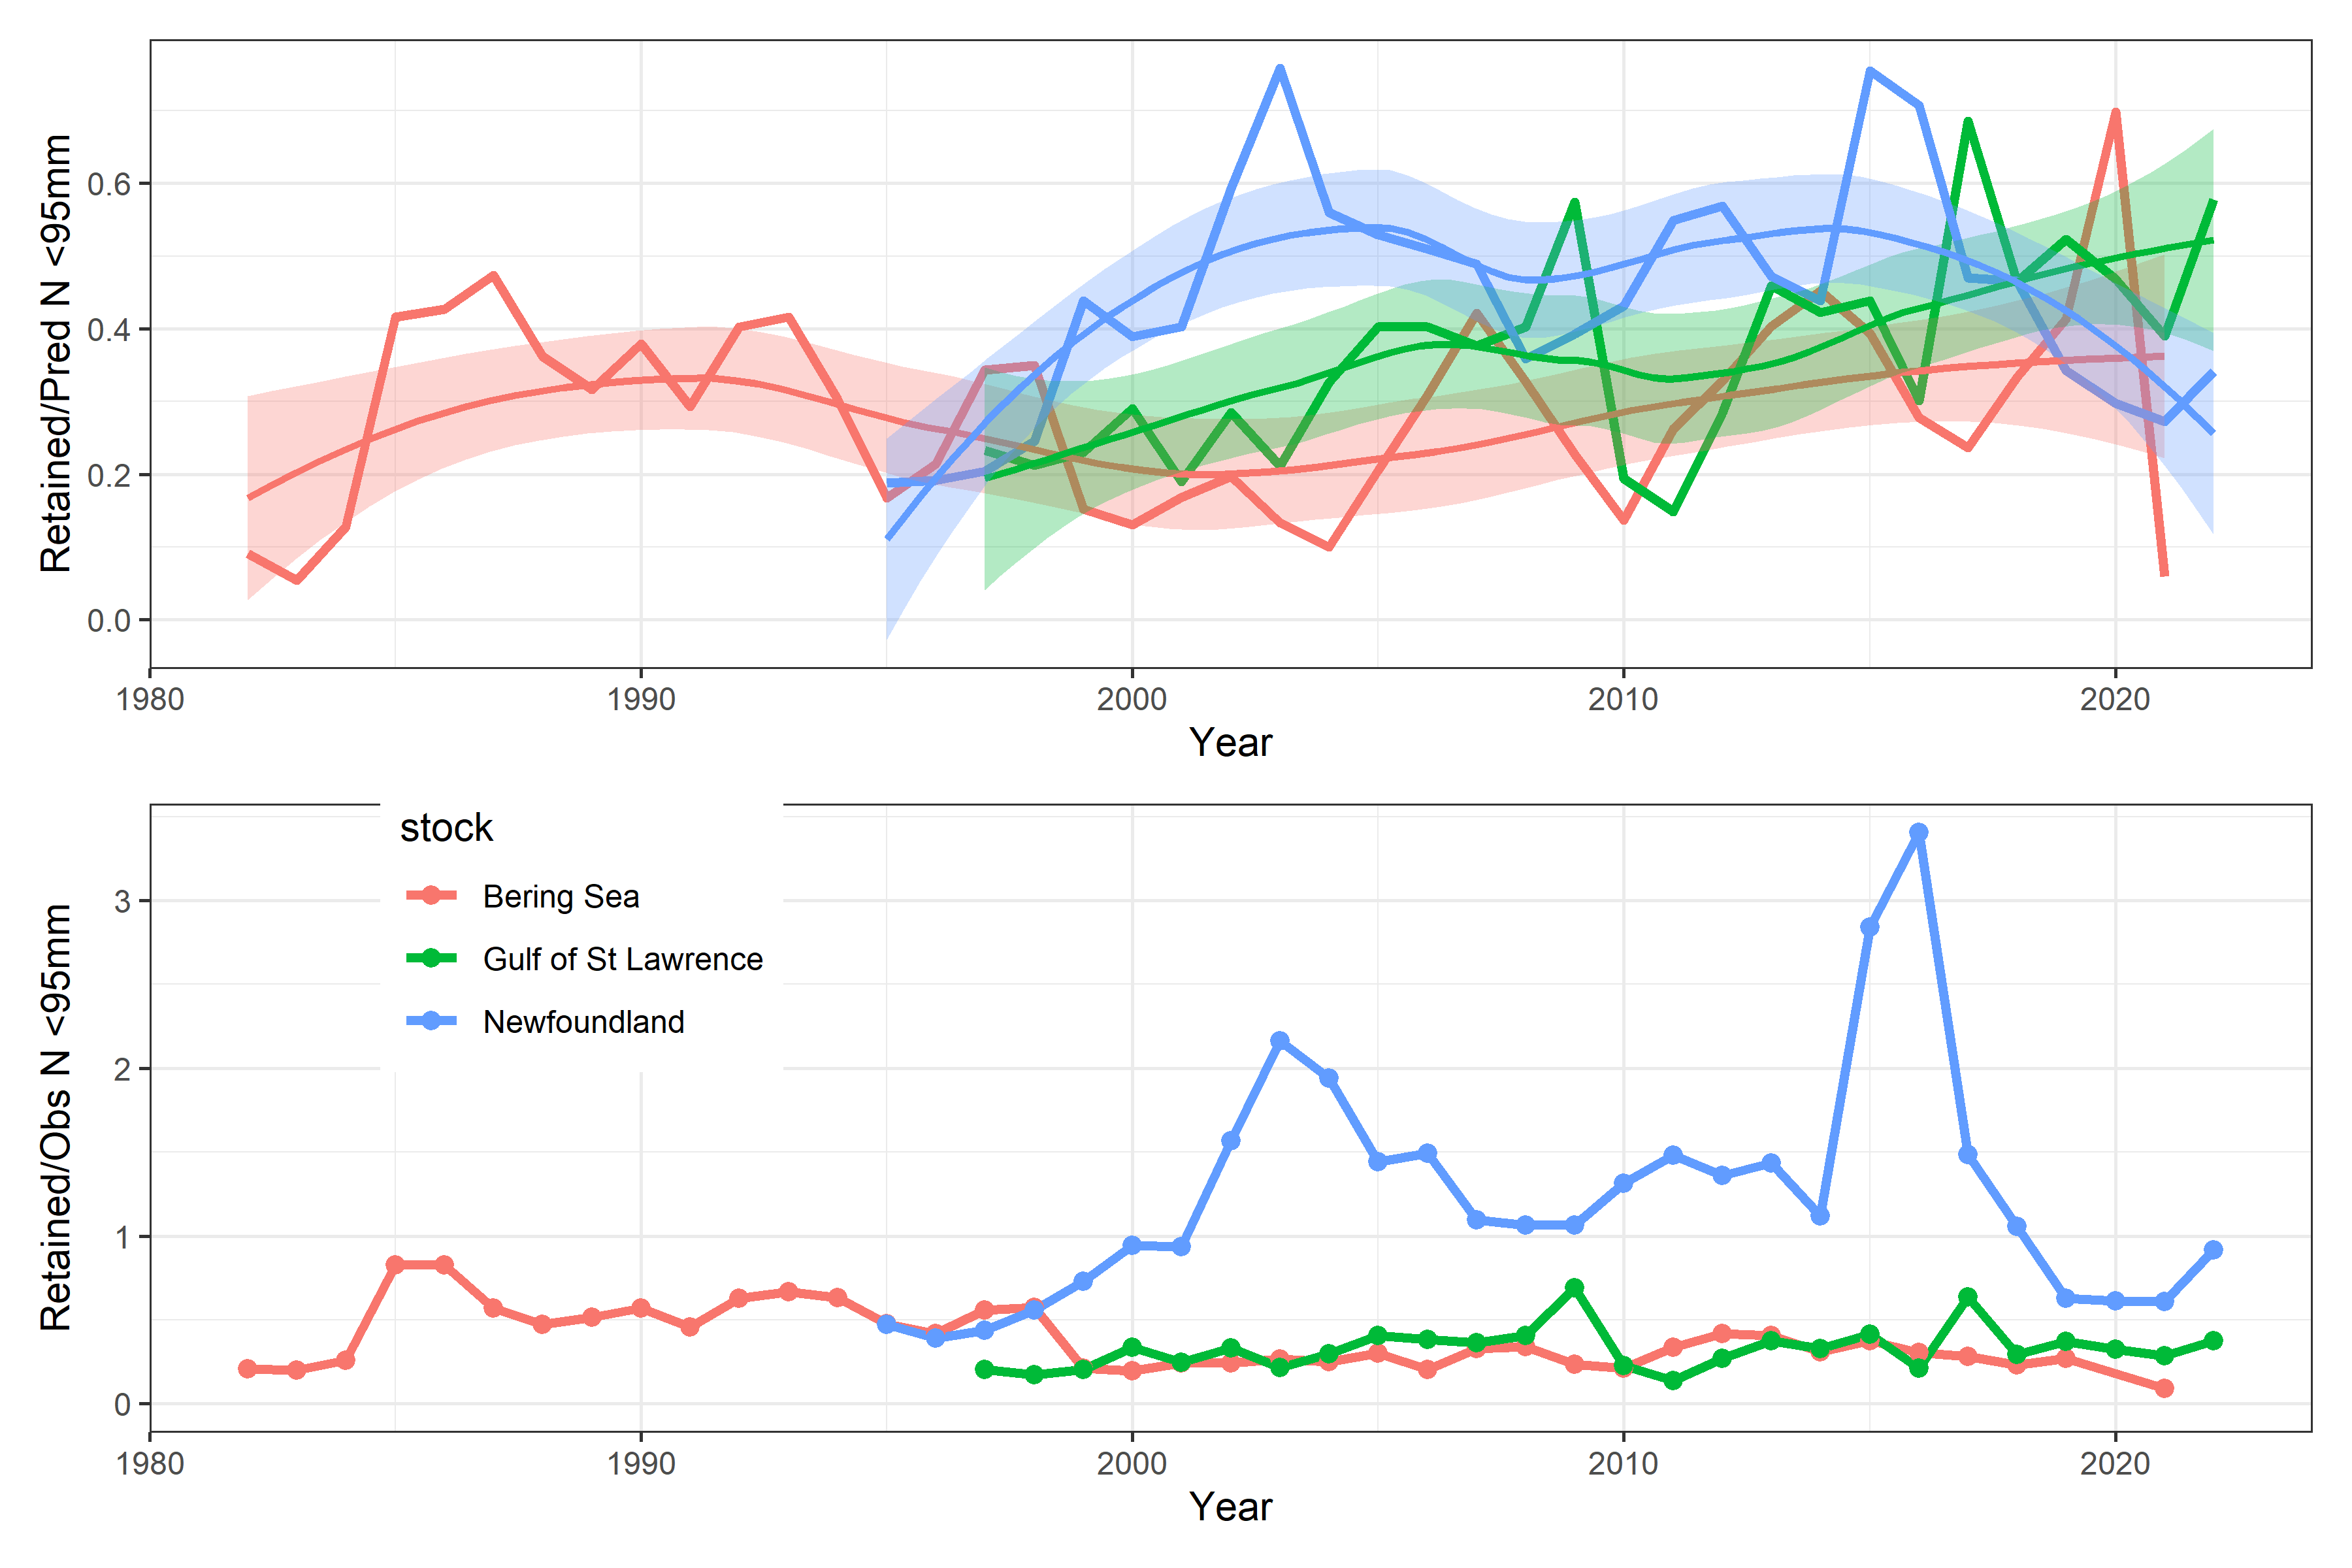 Retained/Pred N <95mm
0.6
0.4
0.2
0.0
1980 1990 2000 2010 2020
Year
Retained/Obs N <95mm
3
2
1
0
stock
Bering Sea
Gulf of St Lawrence
Newfoundland
1980 1990 2000 2010 2020
Year